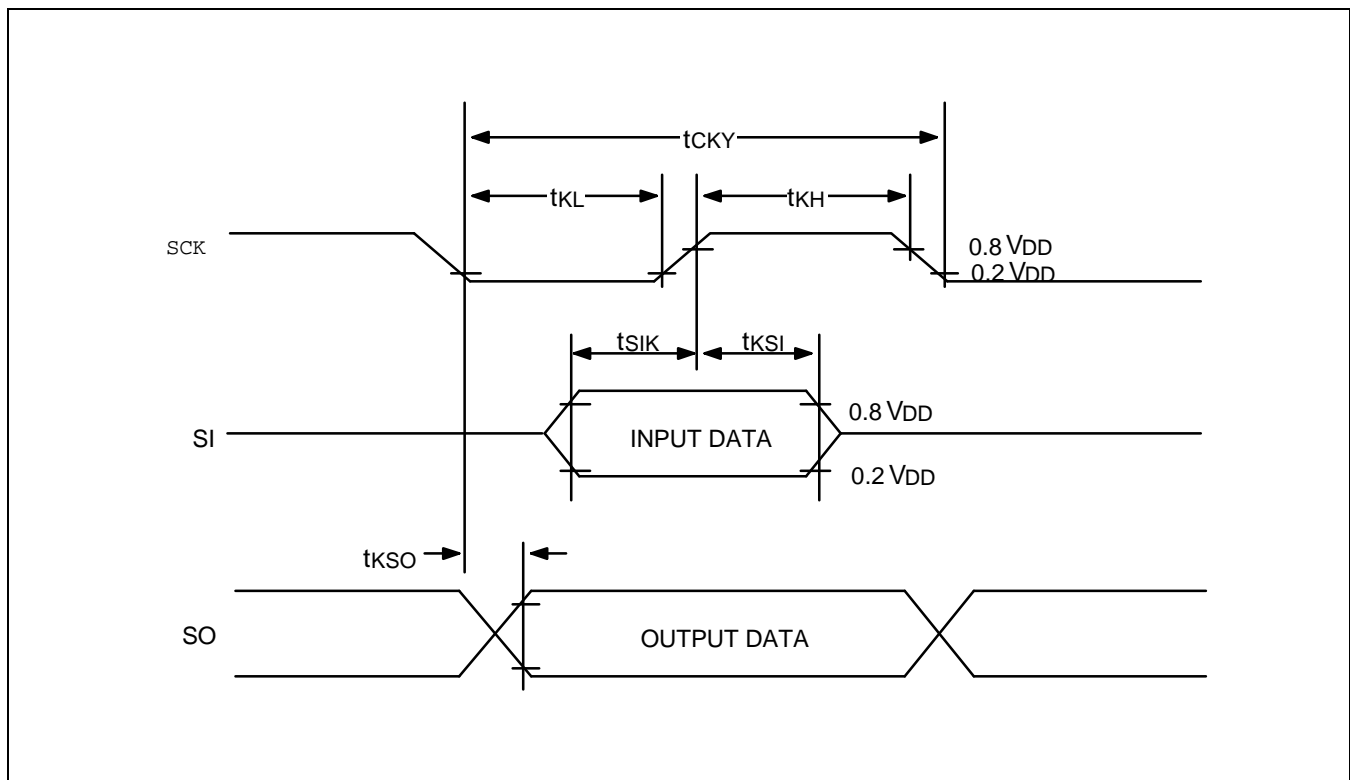 tCKY
tKL
tKH
SCK
0.8 VDD
0.2 VDD
tSIK
tKSI
0.8 VDD
SI
INPUT DATA
0.2 VDD
tKSO
SO
OUTPUT DATA